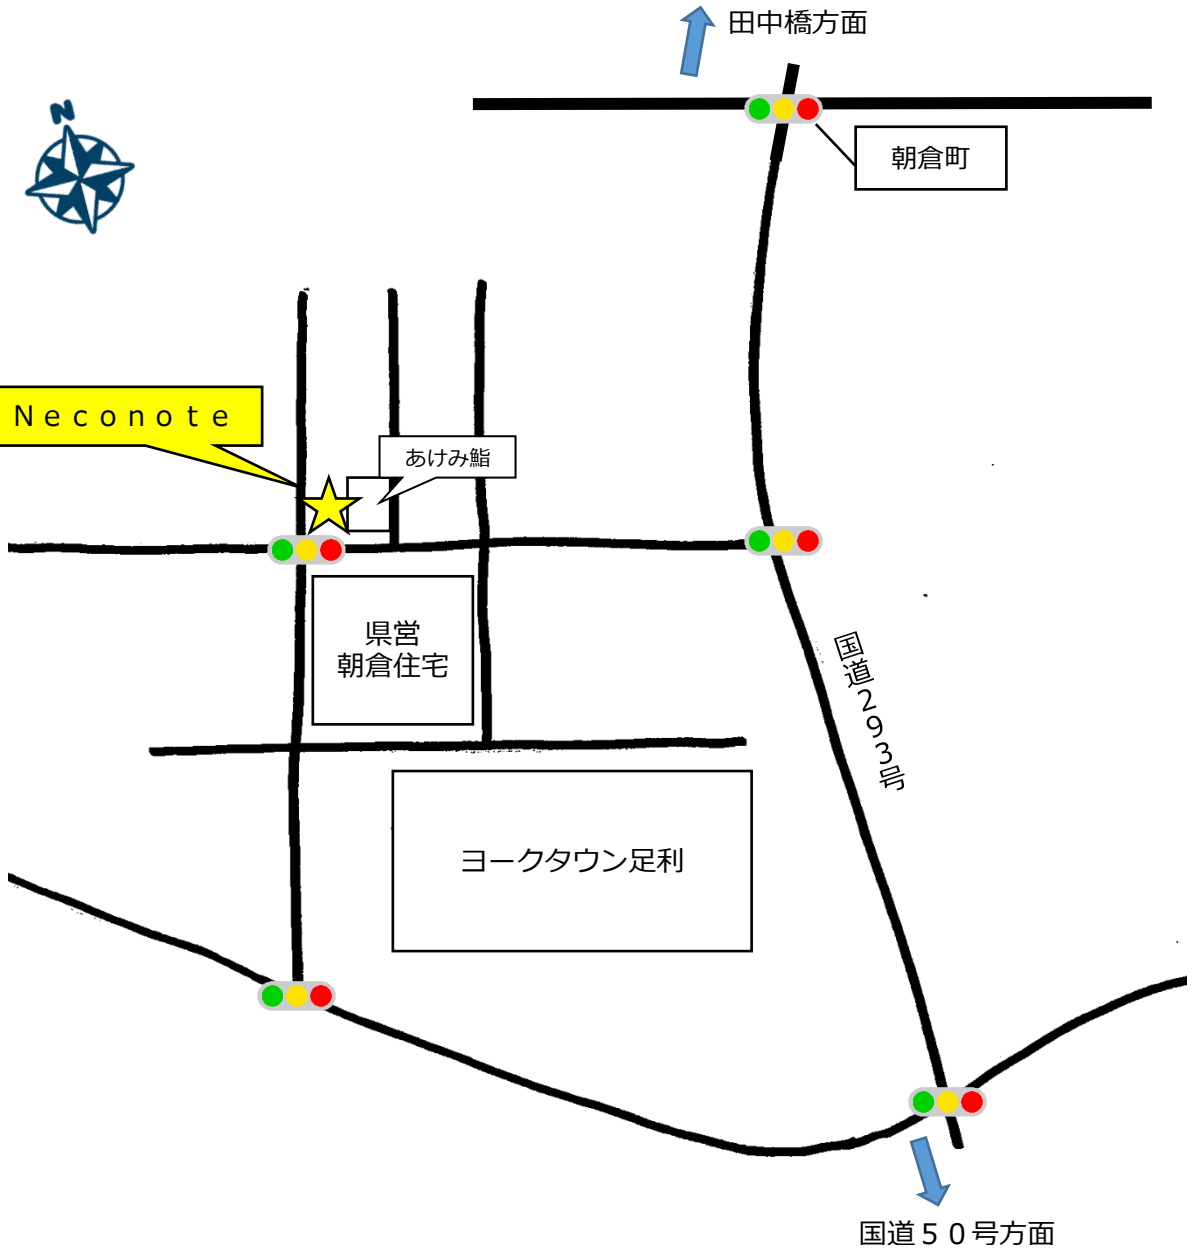 田中橋方面
N
朝倉町
Ｎｅｃｏｎｏｔｅ
あけみ鮨
県営
朝倉住宅
国道２９３号
ヨークタウン足利
国道５０号方面